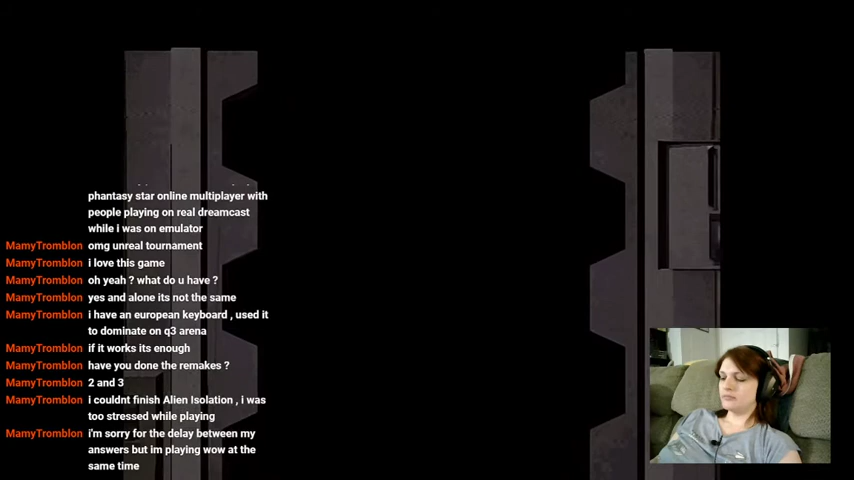 phantasy star online multiplayer with
people playing on real dreamcast
while i was on emulator
MamyTromblon omg unreal tournament
MamyTromblon i love this game
MamyTromblon oh yeah ? what do u have ?
MamyTromblon yes and alone its not the same
MamyTromblon i have an european keyboard , used it
to dominate on q3 arena
MamyTromblon if it works its enough
MamyTromblon have you done the remakes ?
MamyTromblon 2 and 3
MamyTromblon i couldnt finish Alien Isolation , i was
too stressed while playing
MamyTromblon i'm sorry for the delay between my
answers but im playing wow at the
same time